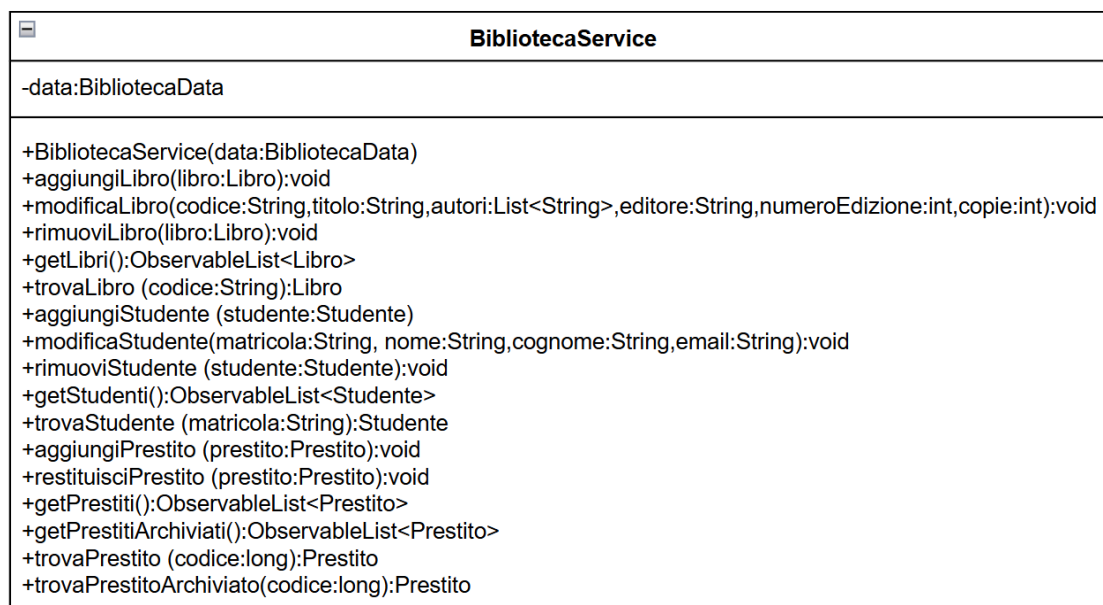 BibliotecaService
-data:BibliotecaData
+BibliotecaService(data:BibliotecaData)
+aggiungiLibro(libro:Libro):void
+modificaLibro(codice:String,titolo:String,autori:List<String>,editore:String,numeroEdizione:int,copie:int):void
+rimuoviLibro(libro:Libro):void
+getLibri():ObservableList<Libro>
+trovaLibro (codice:String):Libro
+aggiungiStudente (studente:Studente)
+modificaStudente(matricola:String, nome:String,cognome:String,email:String):void
+rimuoviStudente (studente:Studente):void
+getStudenti():ObservableList<Studente>
+trovaStudente (matricola:String):Studente
+aggiungiPrestito (prestito:Prestito):void
+restituisciPrestito (prestito:Prestito):void
+getPrestiti():ObservableList<Prestito>
+getPrestitiArchiviati():ObservableList<Prestito>
+trovaPrestito (codice:long):Prestito
+trovaPrestitoArchiviato(codice:long):Prestito